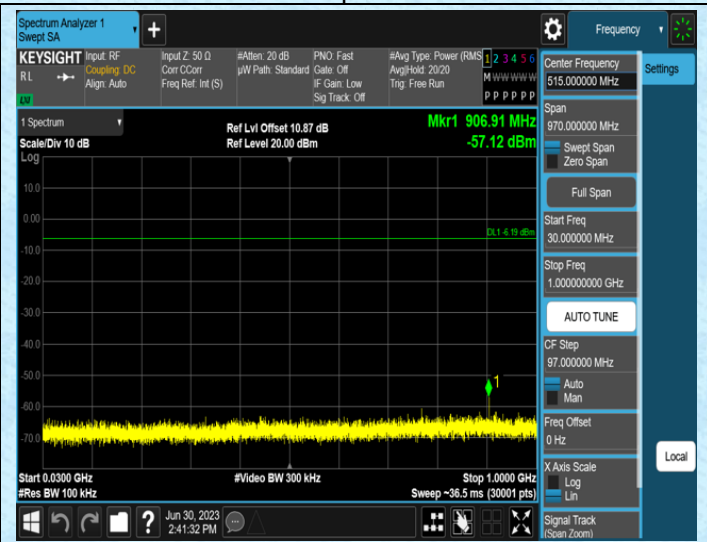 Spectrum Analyzer 1
Swept SA
+
Frequency
KEYSIGHT
R L
LXI
Input: RF
Coupling: DC
Align: Auto
Input Z: 50 Ω
Corr CCorr
Freq Ref: Int (S)
#Atten: 20 dB
µW Path: Standard
PNO: Fast
Gate: Off
IF Gain: Low
Sig Track: Off
#Avg Type: Power (RMS
Avg|Hold: 20/20
Trig: Free Run
1 2 3 4 5 6
M W W W W W
P P P P P P
1 Spectrum
Scale/Div 10 dB
Log
Ref Lvl Offset 10.87 dB
Ref Level 20.00 dBm
Mkr1 906.91 MHz
-57.12 dBm
10.0
0.00
DL1 -6.19 dBm
-10.0
-20.0
-30.0
-40.0
-50.0
1
-60.0
-70.0
Start 0.0300 GHz
#Res BW 100 kHz
#Video BW 300 kHz
Stop 1.0000 GHz
Sweep ~36.5 ms (30001 pts)
?
Jun 30, 2023
2:41:32 PM
Center Frequency
515.000000 MHz
Span
970.000000 MHz
Swept Span
Zero Span
Full Span
Start Freq
30.000000 MHz
Stop Freq
1.000000000 GHz
AUTO TUNE
CF Step
97.000000 MHz
Auto
Man
Freq Offset
0 Hz
X Axis Scale
Log
Lin
Signal Track
(Span Zoom)
Settings
Local